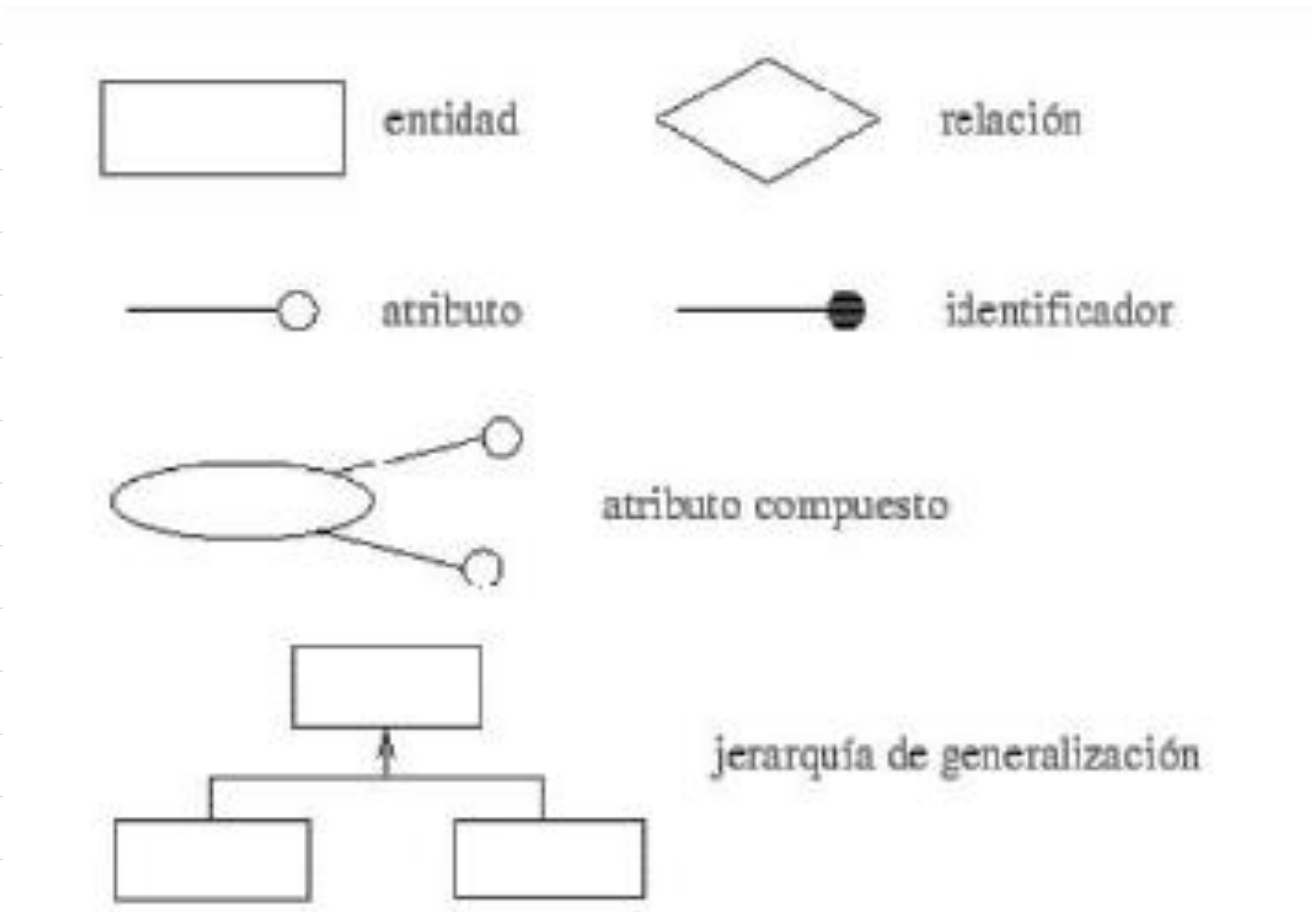 entidad
relación
atributo
identificador
atributo compuesto
jerarquía de generalización